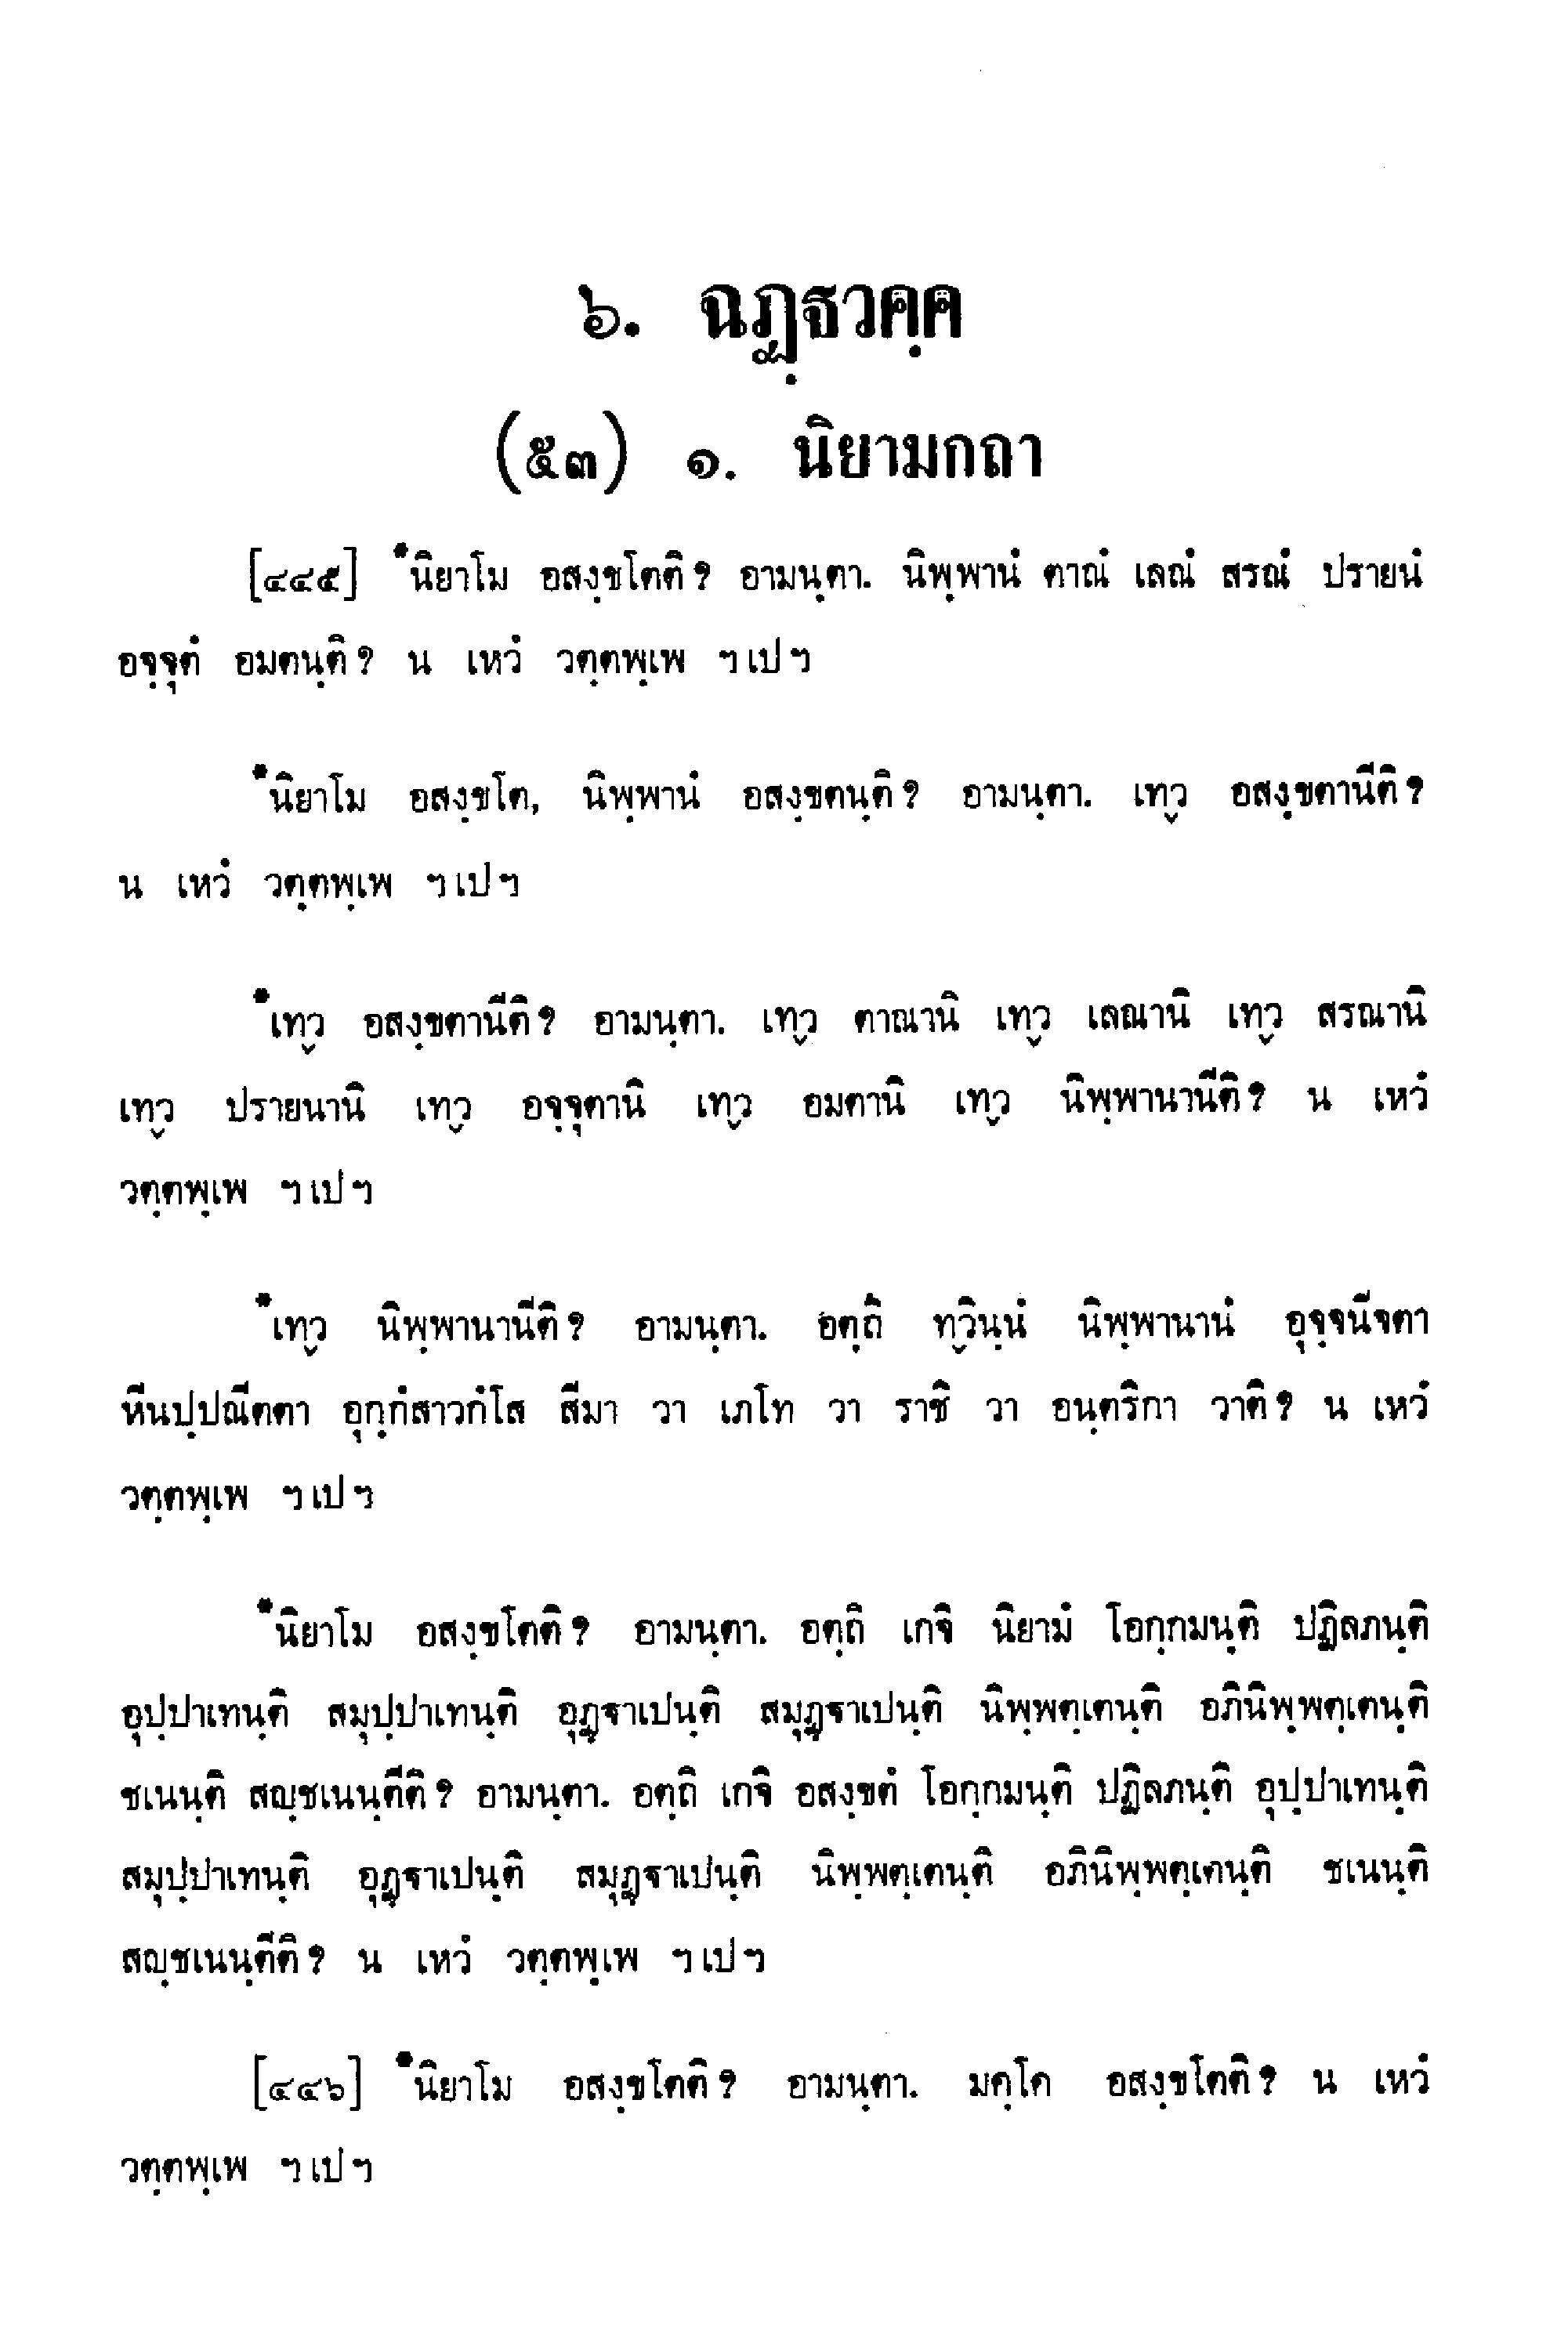 ๖. ฉฏฺฐวคฺค
(๕๓) ๑. นิยามกถา
[๔๔๕] *นิยาโม อสงฺขโตติ? อามนฺตา. นิพฺพานํ ตาณํ เลณํ สรณํ ปรายนํ
อจฺจุตํ อมตนฺติ? น เหวํ วตฺตพฺเพ ฯเปฯ
*นิยาโม อสงฺขโต, นิพฺพานํ อสงฺขตนฺติ? อามนฺตา. เทฺว อสงฺขตานีติ?
น เหวํ วตฺตพฺเพ ฯเปฯ
*เทฺว อสงฺขตานีติ? อามนฺตา. เทฺว ตาณานิ เทฺว เลณานิ เทฺว สรณานิ
เทฺว ปรายนานิ เทฺว อจฺจุตานิ เทฺว อมตานิ เทฺว นิพฺพานานีติ? น เหวํ
วตฺตพฺเพ ฯเปฯ
*เทฺว นิพฺพานานีติ? อามนฺตา. อตฺถิ ทฺวินฺนํ นิพฺพานานํ อุจฺจนีจตา
หีนปฺปณีตตา อุกฺกํสาวกํโส สีมา วา เภโท วา ราชิ วา อนฺตริกา วาติ? น เหวํ
วตฺตพฺเพ ฯเปฯ
*นิยาโม อสงฺขโตติ? อามนฺตา. อตฺถิ เกจิ นิยามํ โอกฺกมนฺติ ปฏิลภนฺติ
อุปฺปาเทนฺติ สมุปฺปาเทนฺติ อุฏฺฐาเปนฺติ สมุฏฺฐาเปนฺติ นิพฺพตฺเตนฺติ อภินิพฺพตฺเตนฺติ
ชเนนฺติ สญฺชเนนฺตีติ? อามนฺตา. อตฺถิ เกจิ อสงฺขตํ โอกฺกมนฺติ ปฏิลภนฺติ อุปฺปาเทนฺติ
สมุปฺปาเทนฺติ อุฏฺฐาเปนฺติ สมุฏฺฐาเปนฺติ นิพฺพตฺเตนฺติ อภินิพฺพตฺเตนฺติ ชเนนฺติ
สญฺชเนนฺตีติ? น เหวํ วตฺตพฺเพ ฯเปฯ
[๔๔๖] *นิยาโม อสงฺขโตติ? อามนฺตา. มคฺโค อสงฺขโตติ? น เหวํ
วตฺตพฺเพ ฯเปฯ